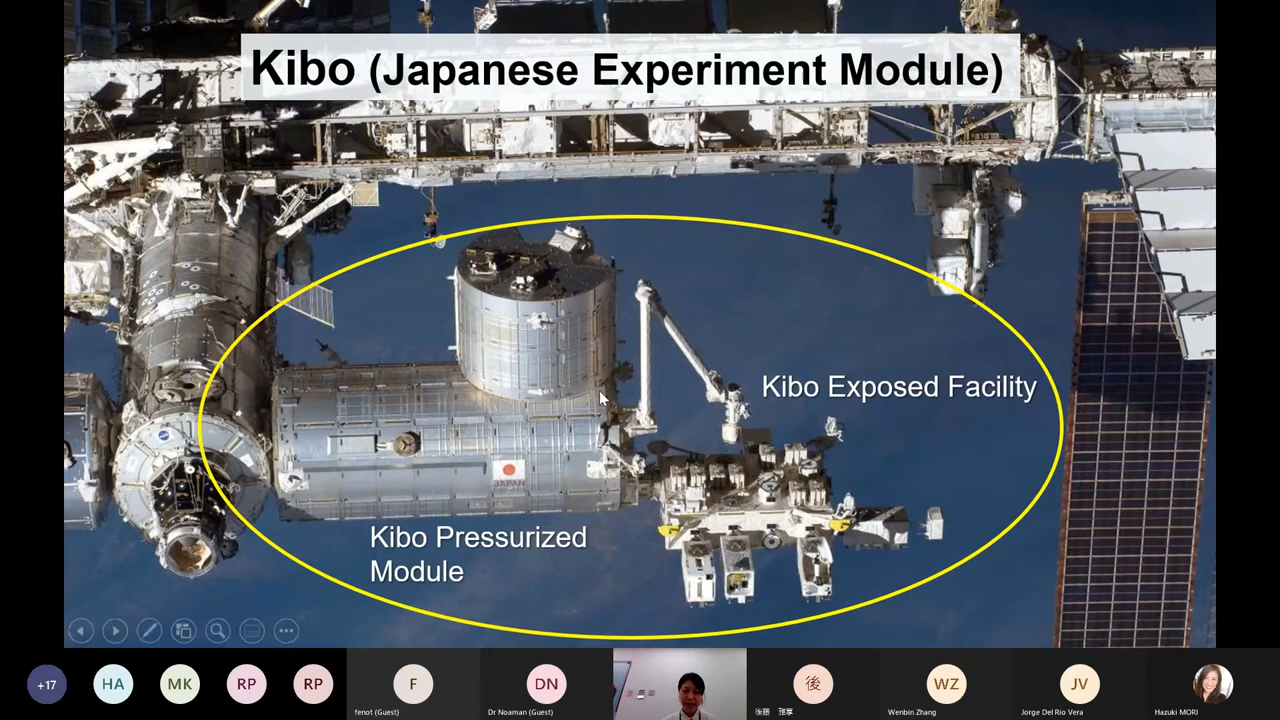 Kibo (Japanese Experiment Module)
Kibo Exposed Facility
JAPAN
Kibo Pressurized
Module
+17
HA
MK
RP
RP
F
DN
後
WZ
JV
fenot (Guest)
Dr Noaman (Guest)
Wenbin Zhang
Jorge Del Rio Vera
Hazuki MORI